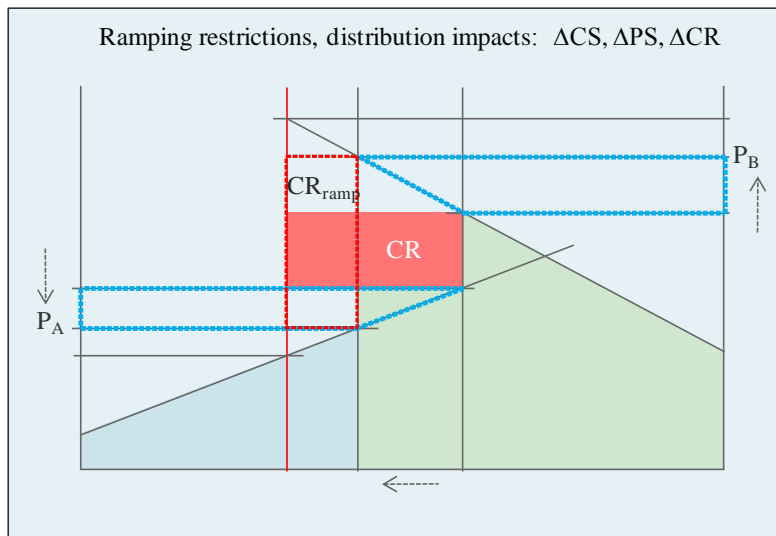 Ramping restrictions, distribution impacts: ΔCS, ΔPS, ΔCR
P_B
CR_ramp
CR
P_A